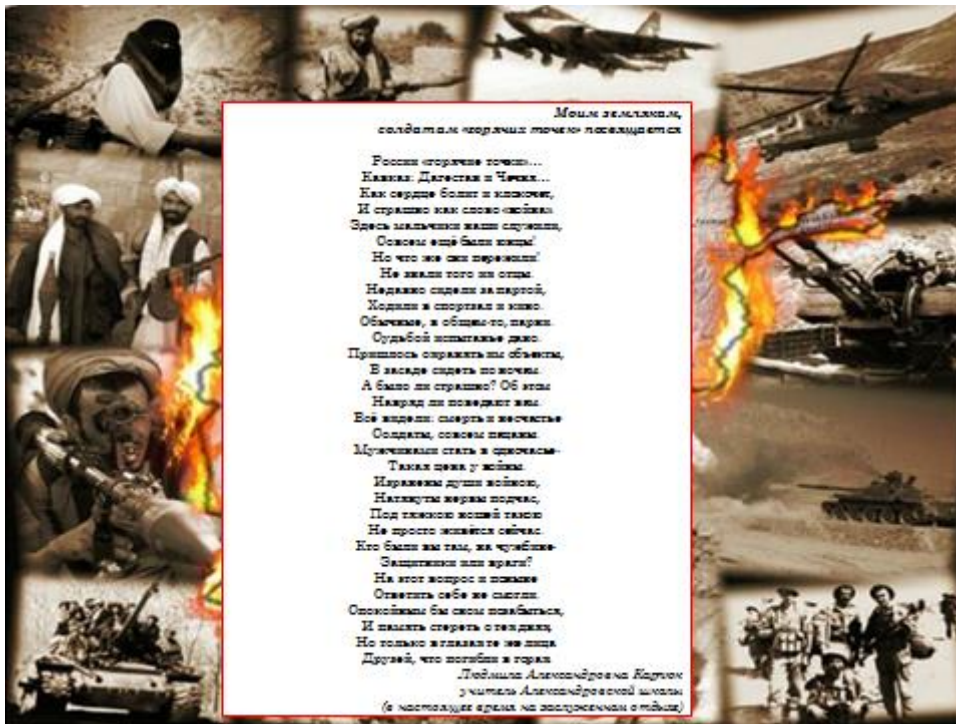 Моим землякам,
солдатам «горячих точек» посвящается
России «горячие точки»...
Кавказ: Дагестан и Чечня...
Как сердце болит и клокочет,
И страшно как слово «война».
Здесь мальчики наши служили,
Совсем ещё были юнцы!
Но что же они пережили!
Не знали того их отцы.
Недавно сидели за партой,
Ходили в спортзал и кино.
Обычные, в общем-то, парни.
Судьбой испытанье дано.
Пришлось охранять им объекты,
В засаде сидеть по ночам.
А было ли страшно? Об этом
Навряд ли поведают вам.
Всё видели: смерть и несчастье
Солдаты, совсем пацаны.
Мужчинами стать в одночасье-
Такая цена у войны.
Изранены души войною,
Натянуты нервы подчас,
Под тяжкою ношей такою
Не просто живётся сейчас.
Кто были вы там, на чужбине-
Защитники или враги?
На этот вопрос и поныне
Ответить себе не смогли.
Спокойным бы сном позабыться,
И память стереть о тех днях,
Но только в глазах те же лица
Друзей, что погибли в горах.
Людмила Александровна
учитель Александровской школы
(в настоящее время на заслуженном отдыхе)